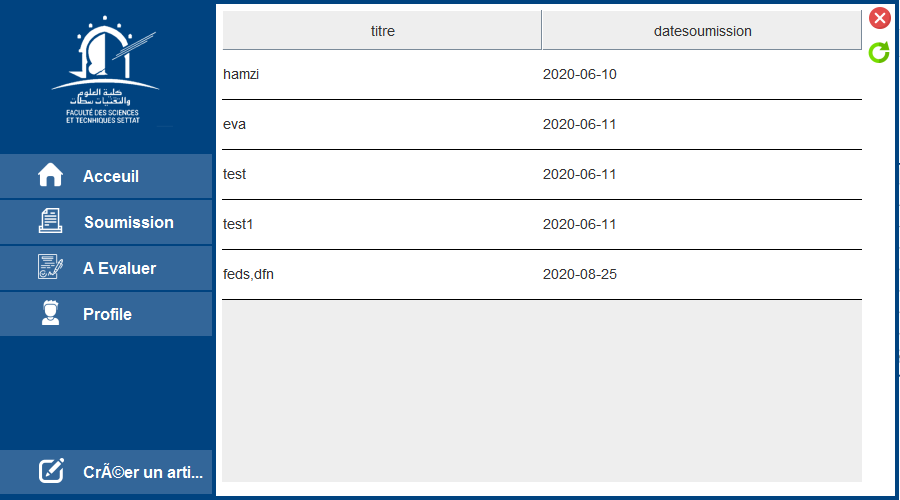 كلية العلوم
والتقنيات سطات
FACULTÉ DES SCIENCES
ET TECNHIQUES SETTAT
Acceuil
Soumission
A Evaluer
Profile
CrÃ©er un arti...
titre datesoumission
hamzi 2020-06-10
eva 2020-06-11
test 2020-06-11
test1 2020-06-11
feds,dfn 2020-08-25